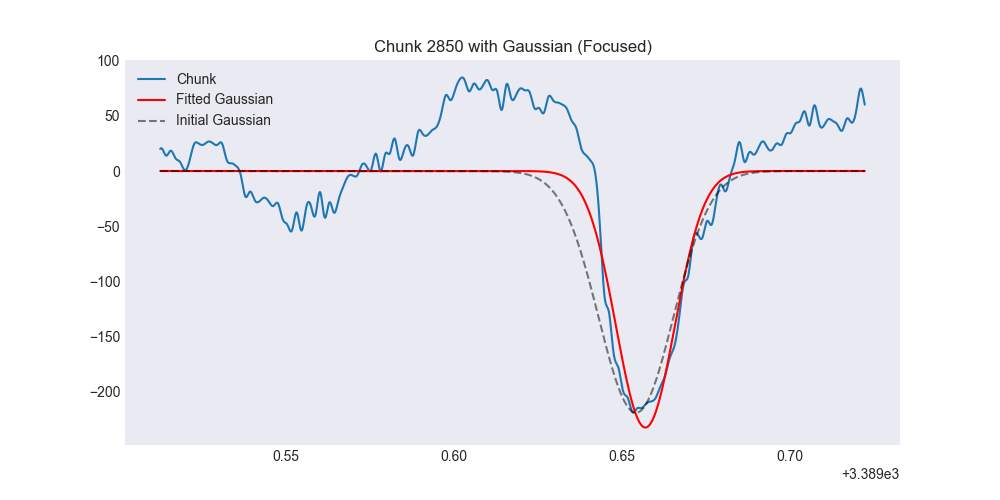 Chunk 2850 with Gaussian (Focused)
Chunk
Fitted Gaussian
Initial Gaussian
100
50
0
−50
−100
−150
−200
0.55 0.60 0.65 0.70
+3.389e3